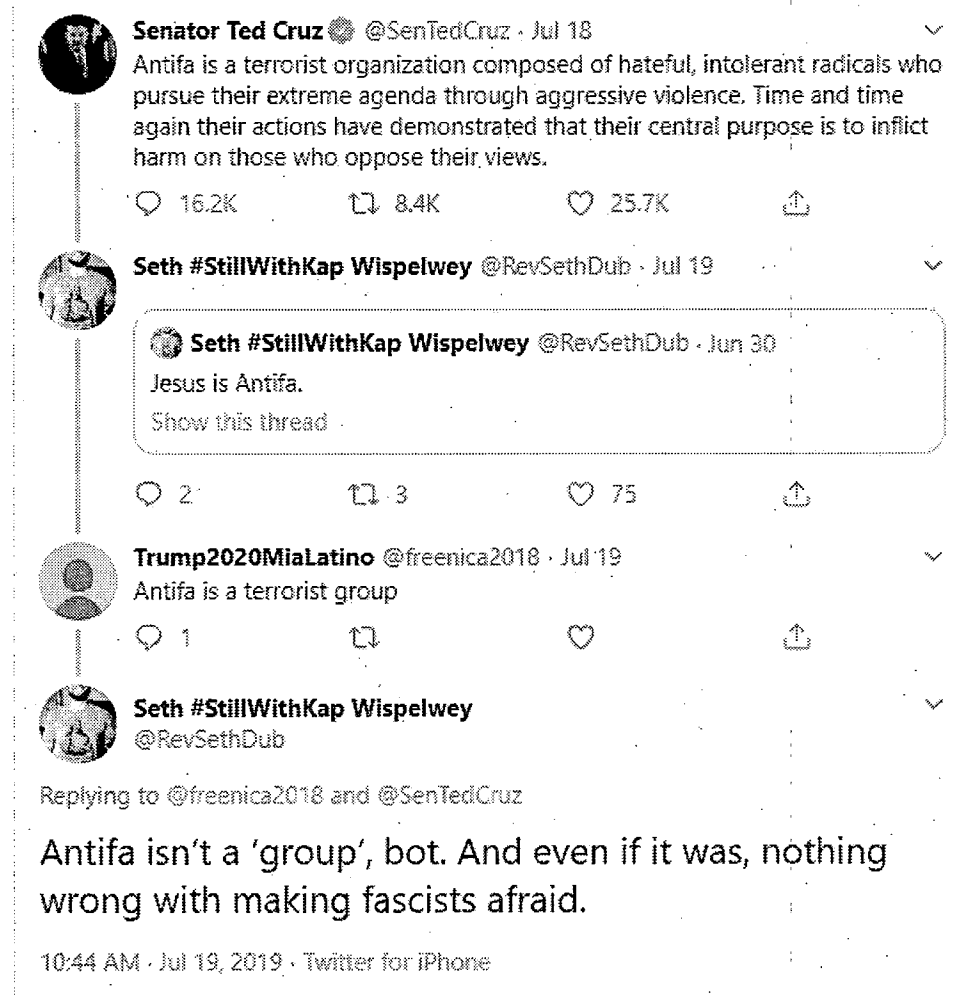 Senator Ted Cruz @SenTedCruz · Jul 18
Antifa is a terrorist organization composed of hateful, intolerant radicals who
pursue their extreme agenda through aggressive violence. Time and time
again their actions have demonstrated that their central purpose is to inflict
harm on those who oppose their views.
16.2K 8.4K 25.7K
Seth #StillWithKap Wispelwey @RevSethDub · Jul 19
Seth #StillWithKap Wispelwey @RevSethDub · Jun 30
Jesus is Antifa.
Show this thread
2 3 75
Trump2020MiaLatino @freenica2018 · Jul 19
Antifa is a terrorist group
1
Seth #StillWithKap Wispelwey
@RevSethDub
Replying to @freenica2018 and @SenTedCruz
Antifa isn't a 'group', bot. And even if it was, nothing
wrong with making fascists afraid.
10:44 AM · Jul 19, 2019 · Twitter for iPhone